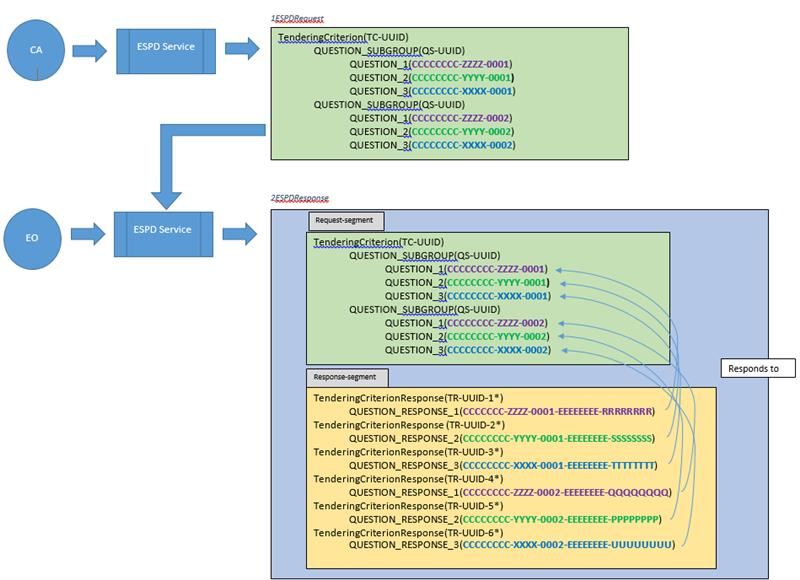 1ESPDRequest
CA
ESPD Service
TenderingCriterion(TC-UUID)
QUESTION_SUBGROUP(QS-UUID)
QUESTION_1(CCCCCCCC-ZZZZ-0001)
QUESTION_2(CCCCCCCC-YYYY-0001)
QUESTION_3(CCCCCCCC-XXXX-0001)
QUESTION_SUBGROUP(QS-UUID)
QUESTION_1(CCCCCCCC-ZZZZ-0002)
QUESTION_2(CCCCCCCC-YYYY-0002)
QUESTION_3(CCCCCCCC-XXXX-0002)
2ESPDResponse
EO
ESPD Service
Request-segment
TenderingCriterion(TC-UUID)
QUESTION_SUBGROUP(QS-UUID)
QUESTION_1(CCCCCCCC-ZZZZ-0001)
QUESTION_2(CCCCCCCC-YYYY-0001)
QUESTION_3(CCCCCCCC-XXXX-0001)
QUESTION_SUBGROUP(QS-UUID)
QUESTION_1(CCCCCCCC-ZZZZ-0002)
QUESTION_2(CCCCCCCC-YYYY-0002)
QUESTION_3(CCCCCCCC-XXXX-0002)
Responds to
Response-segment
TenderingCriterionResponse(TR-UUID-1*)
QUESTION_RESPONSE_1(CCCCCCC-ZZZZ-0001-EEEEEEEE-RRRRRRRR)
TenderingCriterionResponse (TR-UUID-2*)
QUESTION_RESPONSE_2(CCCCCCCC-YYYY-0001-EEEEEEEE-SSSSSSSS)
TenderingCriterionResponse(TR-UUID-3*)
QUESTION_RESPONSE_3(CCCCCCCC-XXXX-0001-EEEEEEEE-TTTTTTTT)
TenderingCriterionResponse(TR-UUID-4*)
QUESTION_RESPONSE_1(CCCCCCCC-ZZZZ-0002-EEEEEEEE-QQQQQQQQ)
TenderingCriterionResponse(TR-UUID-5*)
QUESTION_RESPONSE_2(CCCCCCCC-YYYY-0002-EEEEEEEE-PPPPPPPP)
TenderingCriterionResponse(TR-UUID-6*)
QUESTION_RESPONSE_3(CCCCCCCC-XXXX-0002-EEEEEEEE-UUUUUUUU)